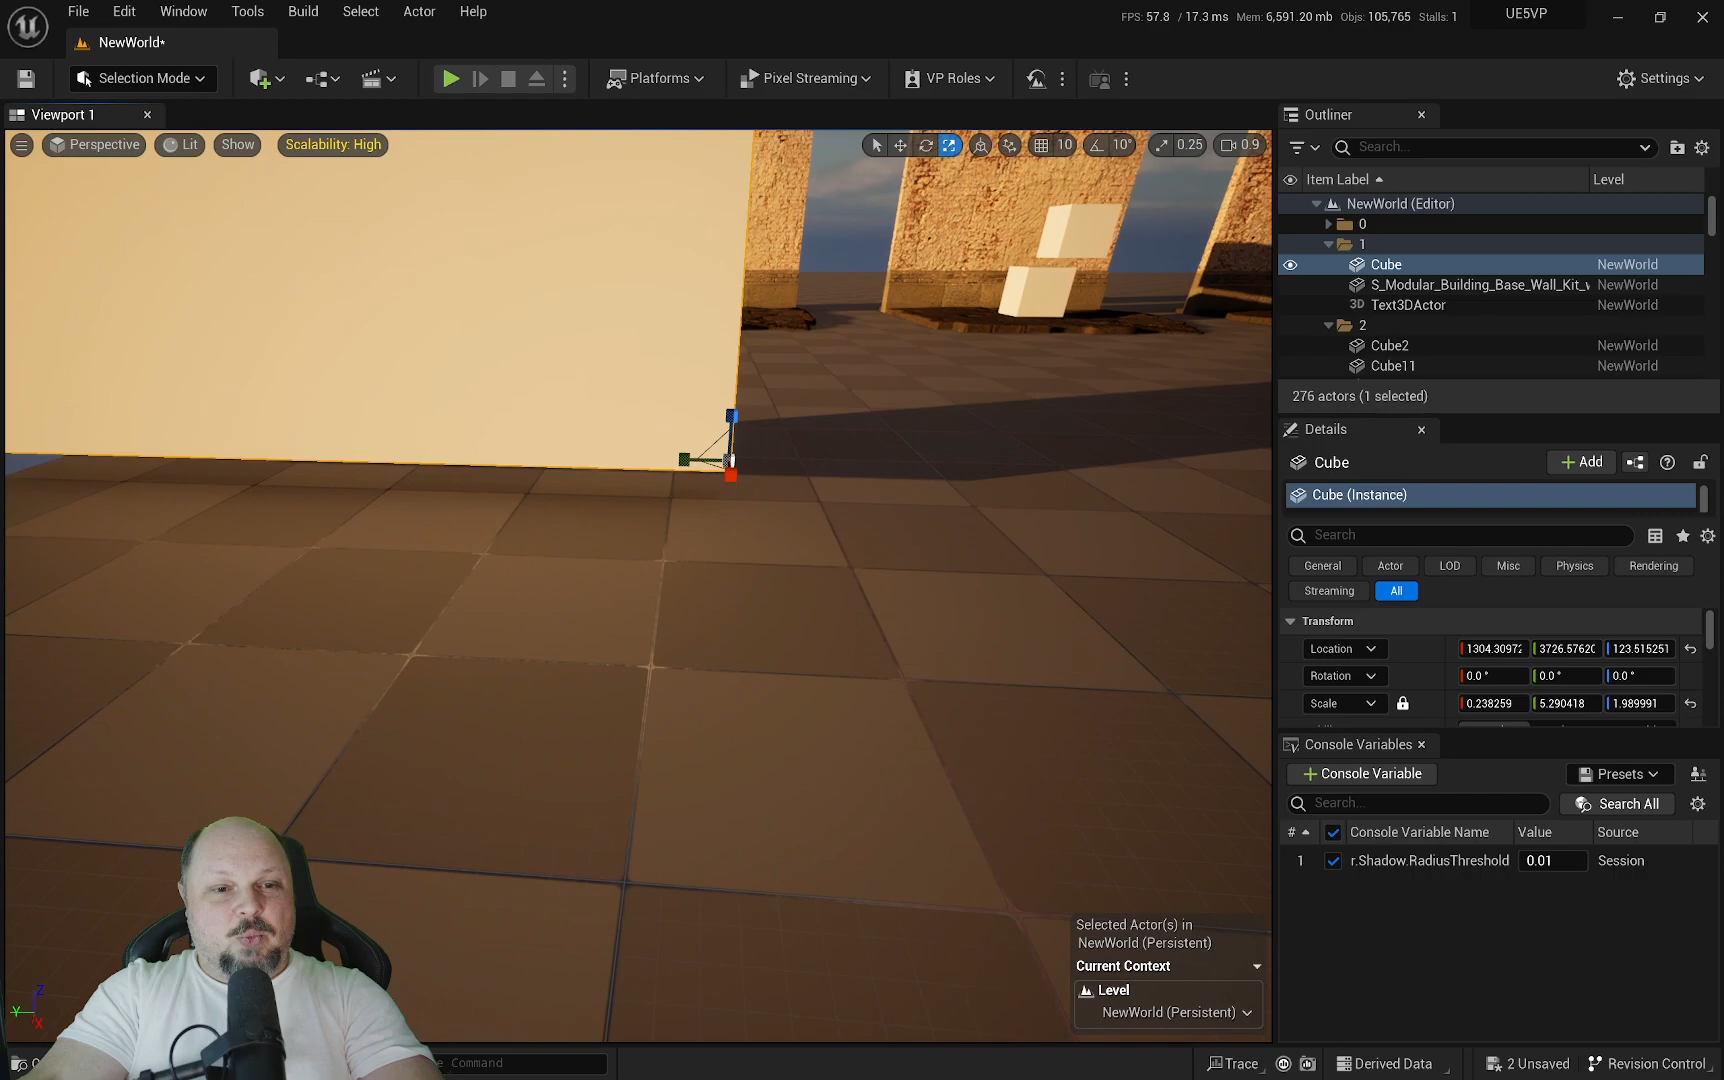 File Edit Window Tools Build Select Actor Help
FPS: 57.8 / 17.3 ms Mem: 6,591.20 mb Objs: 105,765 Stalls: 1
UE5VP
NewWorld*
Selection Mode
Platforms
Pixel Streaming
VP Roles
Settings
Viewport 1
Perspective Lit Show Scalability: High
10 10° 0.25 0.9
Outliner
Search...
Item Label Level
NewWorld (Editor)
0
1
Cube NewWorld
S_Modular_Building_Base_Wall_Kit_ NewWorld
3D Text3DActor NewWorld
2
Cube2 NewWorld
Cube11 NewWorld
276 actors (1 selected)
Details
Cube
Add
Cube (Instance)
Search
General Actor LOD Misc Physics Rendering
Streaming All
Transform
Location 1304.30972 3726.5762 123.515251
Rotation 0.0 ° 0.0 ° 0.0 °
Scale 0.238259 5.290418 1.989991
Console Variables
Console Variable
Presets
Search...
Search All
# Console Variable Name Value Source
1 r.Shadow.RadiusThreshold 0.01 Session
Selected Actor(s) in
NewWorld (Persistent)
Current Context
Level
NewWorld (Persistent)
Z
Y
X
Command
Trace
Derived Data
2 Unsaved
Revision Control